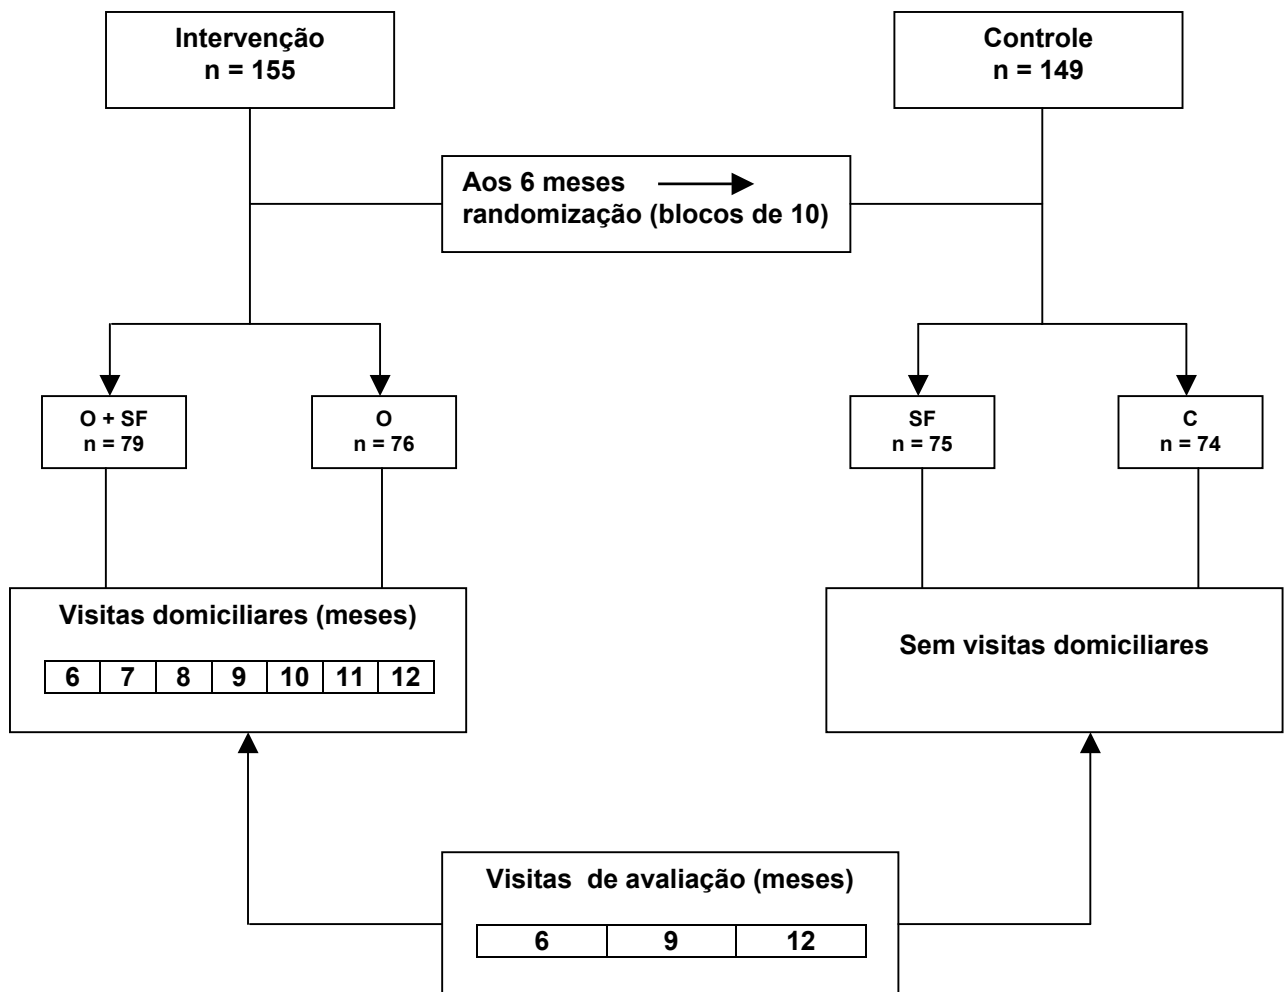 Intervenção
n = 155
Controle
n = 149
Aos 6 meses
randomização (blocos de 10)
O + SF
n = 79
O
n = 76
SF
n = 75
C
n = 74
Visitas domiciliares (meses)
6 7 8 9 10 11 12
Sem visitas domiciliares
Visitas de avaliação (meses)
6 9 12